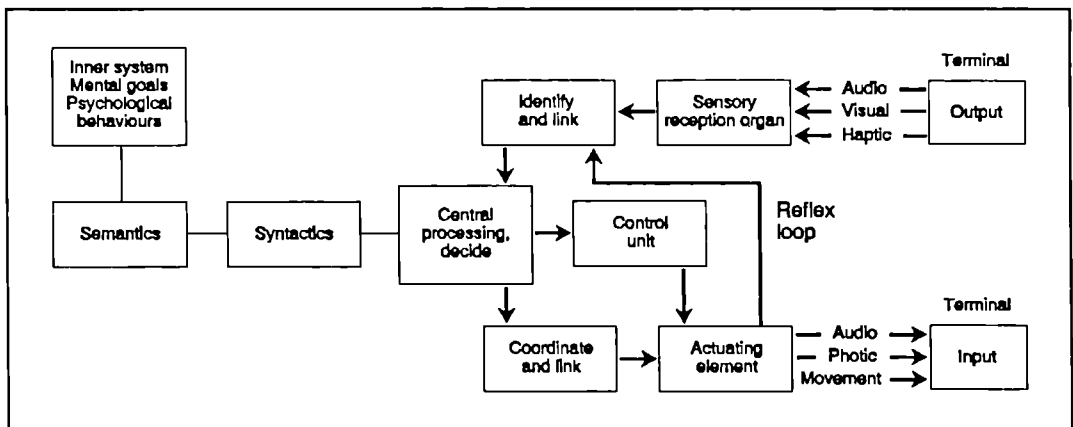 Inner system
Mental goals
Psychological
behaviours
Identify
and link
Sensory
reception organ
Audio
Visual
Haptic
Terminal
Output
Semantics
Syntactics
Central
processing,
decide
Control
unit
Reflex
loop
Coordinate
and link
Actuating
element
Audio
Photic
Movement
Terminal
Input